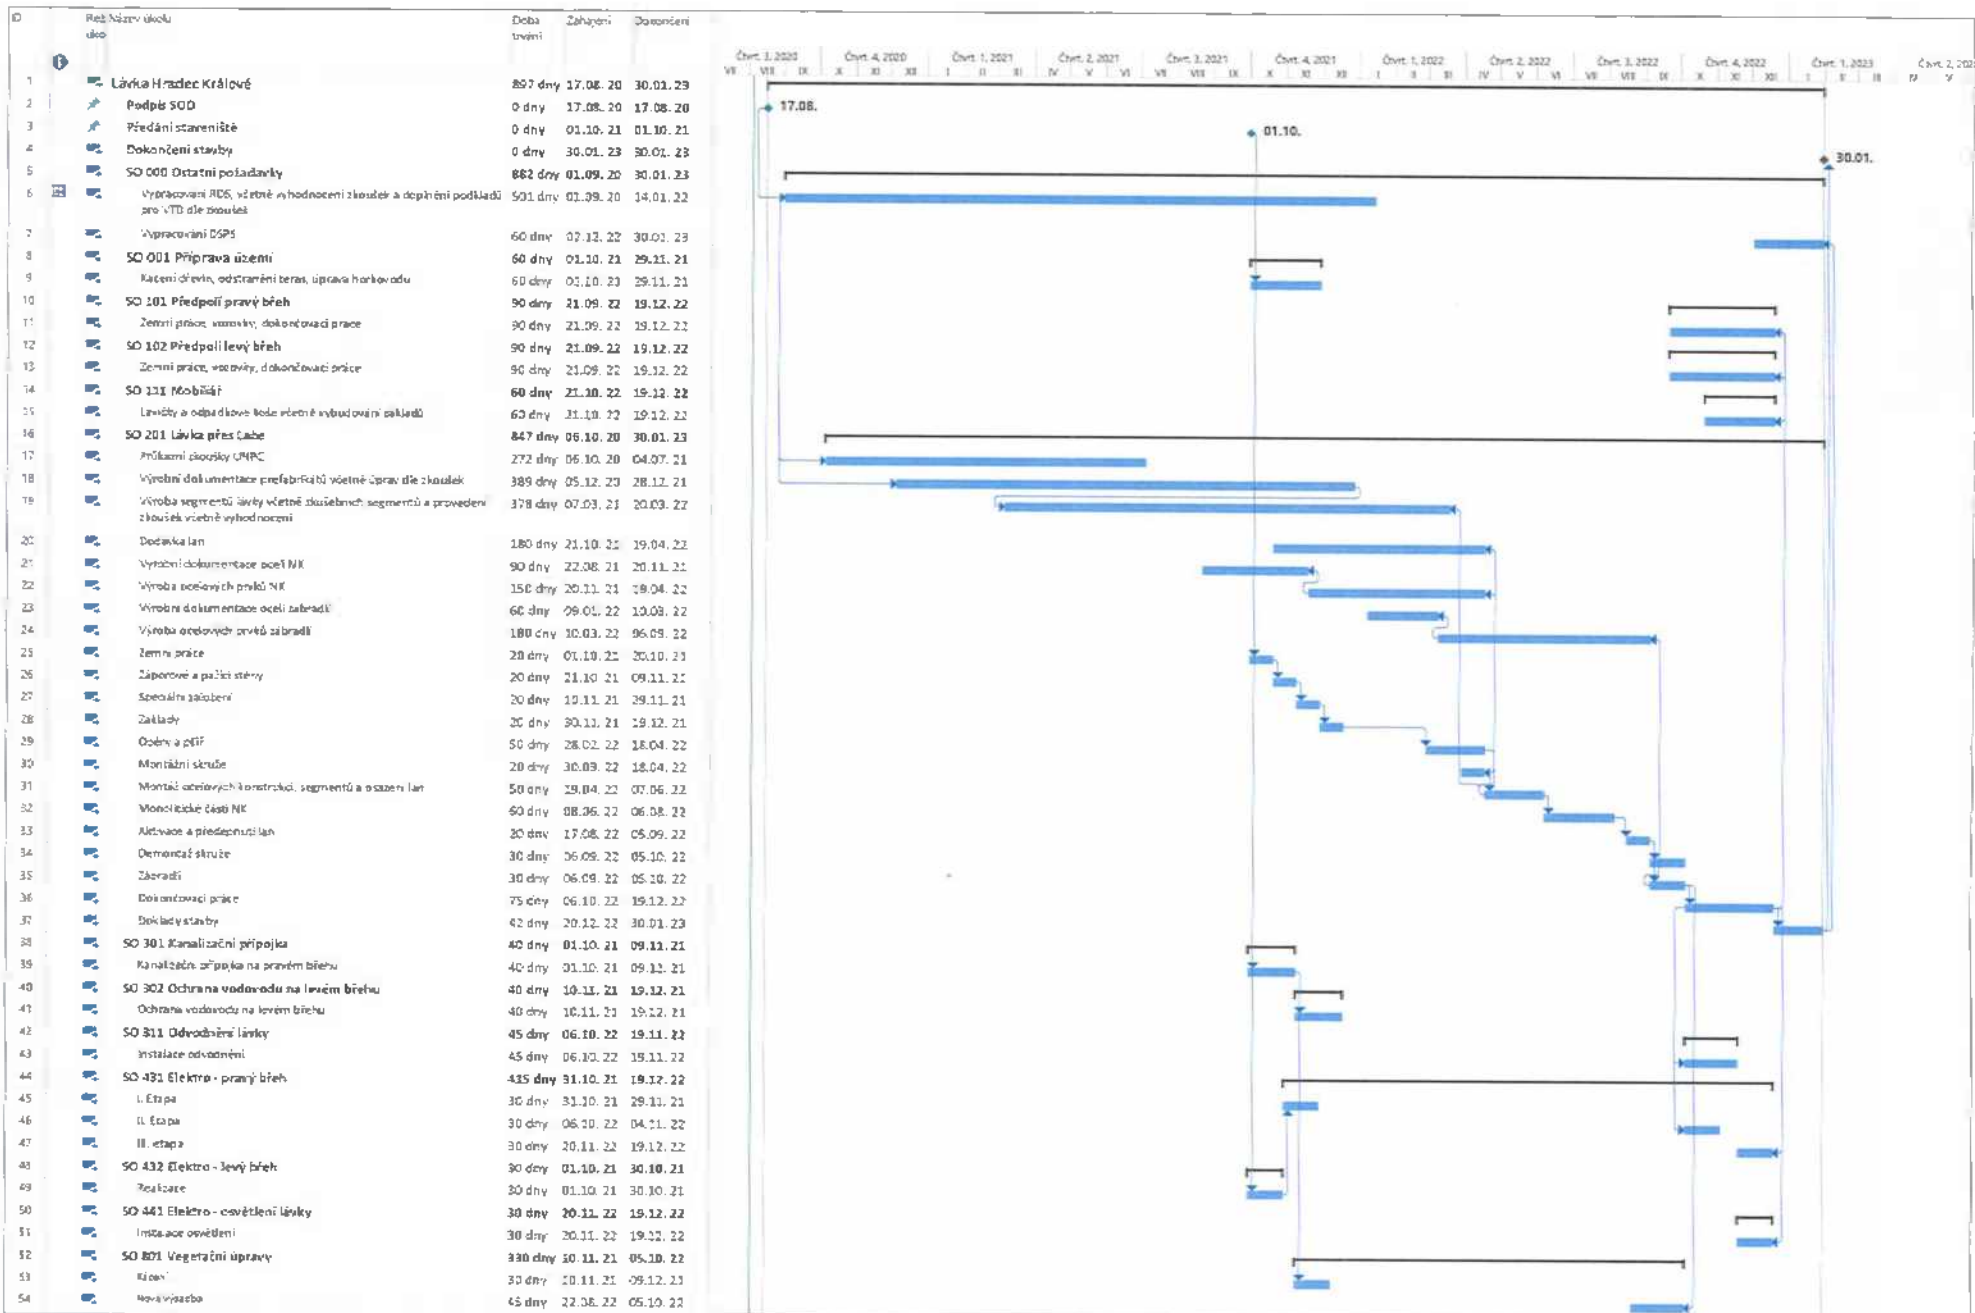 ID Název úkolu Doba Zahájení Dokončení
trvání
Čtvrt. 3, 2020 Čtvrt. 4, 2020 Čtvrt. 1, 2021 Čtvrt. 2, 2021 Čtvrt. 3, 2021 Čtvrt. 4, 2021 Čtvrt. 1, 2022 Čtvrt. 2, 2022 Čtvrt. 3, 2022 Čtvrt. 4, 2022 Čtvrt. 1, 2023 Čtvrt. 2,
VII VIII IX X XI XII I II III IV V VI VII VIII IX X XI XII I II III IV V VI VII VIII IX X XI XII I II III IV V
1 Lávka Hradec Králové 897 dny 17.08. 20 30.01. 23
2 Podpis SOD 0 dny 17.08. 20 17.08. 20 17.08.
3 Předání staveniště 0 dny 01.10. 21 01.10. 21 01.10.
4 Dokončení stavby 0 dny 30.01. 23 30.01. 23 30.01.
5 SO 000 Ostatní požadavky 882 dny 01.09. 20 30.01. 23
6 Vypracování RDS, včetně vyhodnocení zkoušek a doplnění podkladů 501 dny 01.09. 20 14.01. 22
pro VTD dle zkoušek
7 Vypracování DSPS 60 dny 02.12. 22 30.01. 23
8 SO 001 Příprava území 60 dny 01.10. 21 29.11. 21
9 Kácení dřevin, odstranění teras, úprava horkovodu 60 dny 01.10. 21 29.11. 21
10 SO 101 Předpolí pravý břeh 90 dny 21.09. 22 19.12. 22
11 Zemní práce, vozovky, dokončovací práce 90 dny 21.09. 22 19.12. 22
12 SO 102 Předpolí levý břeh 90 dny 21.09. 22 19.12. 22
13 Zemní práce, vozovky, dokončovací práce 90 dny 21.09. 22 19.12. 22
14 SO 111 Mobiliář 60 dny 21.10. 22 19.12. 22
15 Lavičky a odpadkové koše včetně vybudování základů 60 dny 21.10. 22 19.12. 22
16 SO 201 Lávka přes Labe 847 dny 06.10. 20 30.01. 23
17 Průkazní zkoušky UHPC 272 dny 06.10. 20 04.07. 21
18 Výrobní dokumentace prefabrikátů včetně úprav dle zkoušek 389 dny 05.12. 20 28.12. 21
19 Výroba segmentů lávky včetně zkušebních segmentů a provedení 378 dny 07.03. 21 20.03. 22
zkoušek včetně vyhodnocení
20 Dodávka lan 180 dny 21.10. 21 19.04. 22
21 Výrobní dokumentace oceli NK 90 dny 22.08. 21 20.11. 21
22 Výroba ocelových prvků NK 150 dny 20.11. 21 19.04. 22
23 Výrobní dokumentace oceli zábradlí 60 dny 09.01. 22 10.03. 22
24 Výroba ocelových prvků zábradlí 180 dny 10.03. 22 06.09. 22
25 Zemní práce 20 dny 01.10. 21 20.10. 21
26 Záporové a pažící stěny 20 dny 21.10. 21 09.11. 21
27 Speciální založení 20 dny 10.11. 21 29.11. 21
28 Základy 20 dny 30.11. 21 19.12. 21
29 Opěry a pilíř 50 dny 28.02. 22 18.04. 22
30 Montážní skruže 20 dny 30.03. 22 18.04. 22
31 Montáž ocelových konstrukcí, segmentů a osazení lan 50 dny 19.04. 22 07.06. 22
32 Monolitické části NK 60 dny 08.06. 22 06.08. 22
33 Aktivace a předepnutí lan 20 dny 17.08. 22 05.09. 22
34 Demontáž skruže 30 dny 06.09. 22 05.10. 22
35 Zábradlí 30 dny 06.09. 22 05.10. 22
36 Dokončovací práce 75 dny 06.10. 22 19.12. 22
37 Doklady stavby 42 dny 20.12. 22 30.01. 23
38 SO 301 Kanalizační přípojka 40 dny 01.10. 21 09.11. 21
39 Kanalizační přípojka na pravém břehu 40 dny 01.10. 21 09.11. 21
40 SO 302 Ochrana vodovodu na levém břehu 40 dny 10.11. 21 19.12. 21
41 Ochrana vodovodu na levém břehu 40 dny 10.11. 21 19.12. 21
42 SO 311 Odvodnění lávky 45 dny 06.10. 22 19.11. 22
43 Instalace odvodnění 45 dny 06.10. 22 19.11. 22
44 SO 431 Elektro - pravý břeh 415 dny 31.10. 21 19.12. 22
45 I. Etapa 30 dny 31.10. 21 29.11. 21
46 II. Etapa 30 dny 06.10. 22 04.11. 22
47 III. etapa 30 dny 20.11. 22 19.12. 22
48 SO 432 Elektro - levý břeh 30 dny 01.10. 21 30.10. 21
49 Realizace 30 dny 01.10. 21 30.10. 21
50 SO 441 Elektro - osvětlení lávky 30 dny 20.11. 22 19.12. 22
51 Instalace osvětlení 30 dny 20.11. 22 19.12. 22
52 SO 801 Vegetační úpravy 330 dny 10.11. 21 05.10. 22
53 Kácení 30 dny 10.11. 21 09.12. 21
54 Nová výsadba 45 dny 22.08. 22 05.10. 22